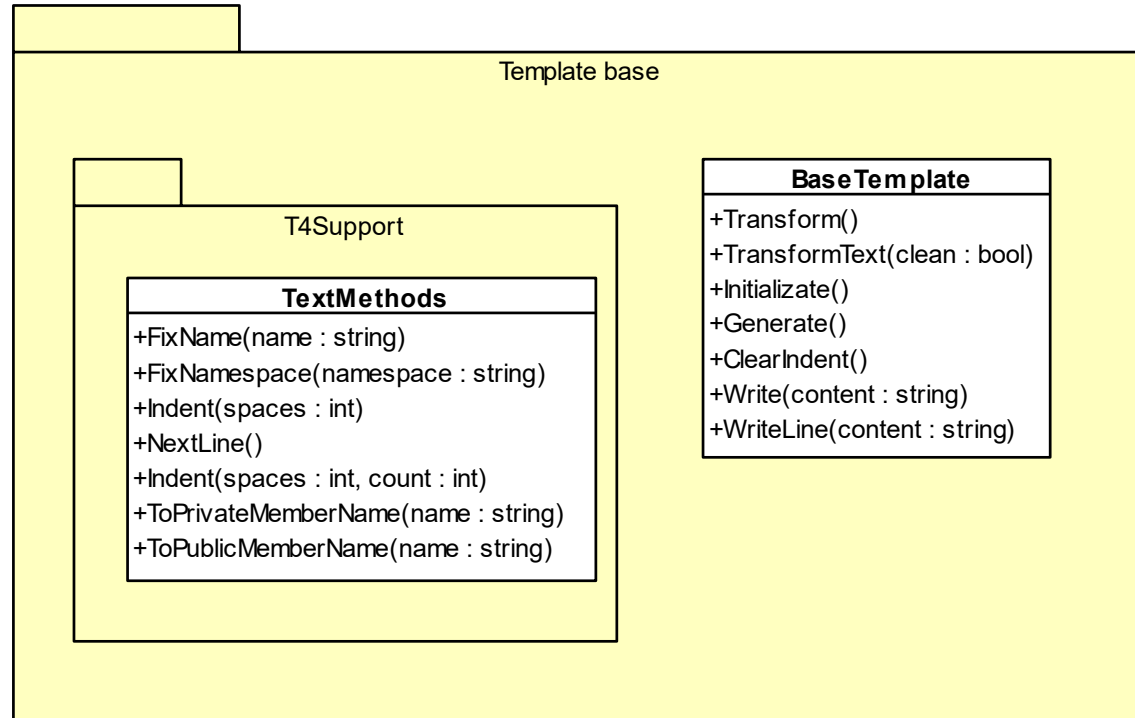 Template base
T4Support
TextMethods
+FixName(name : string)
+FixNamespace(namespace : string)
+Indent(spaces : int)
+NextLine()
+Indent(spaces : int, count : int)
+ToPrivateMemberName(name : string)
+ToPublicMemberName(name : string)
BaseTemplate
+Transform()
+TransformText(clean : bool)
+Initializate()
+Generate()
+ClearIndent()
+Write(content : string)
+WriteLine(content : string)